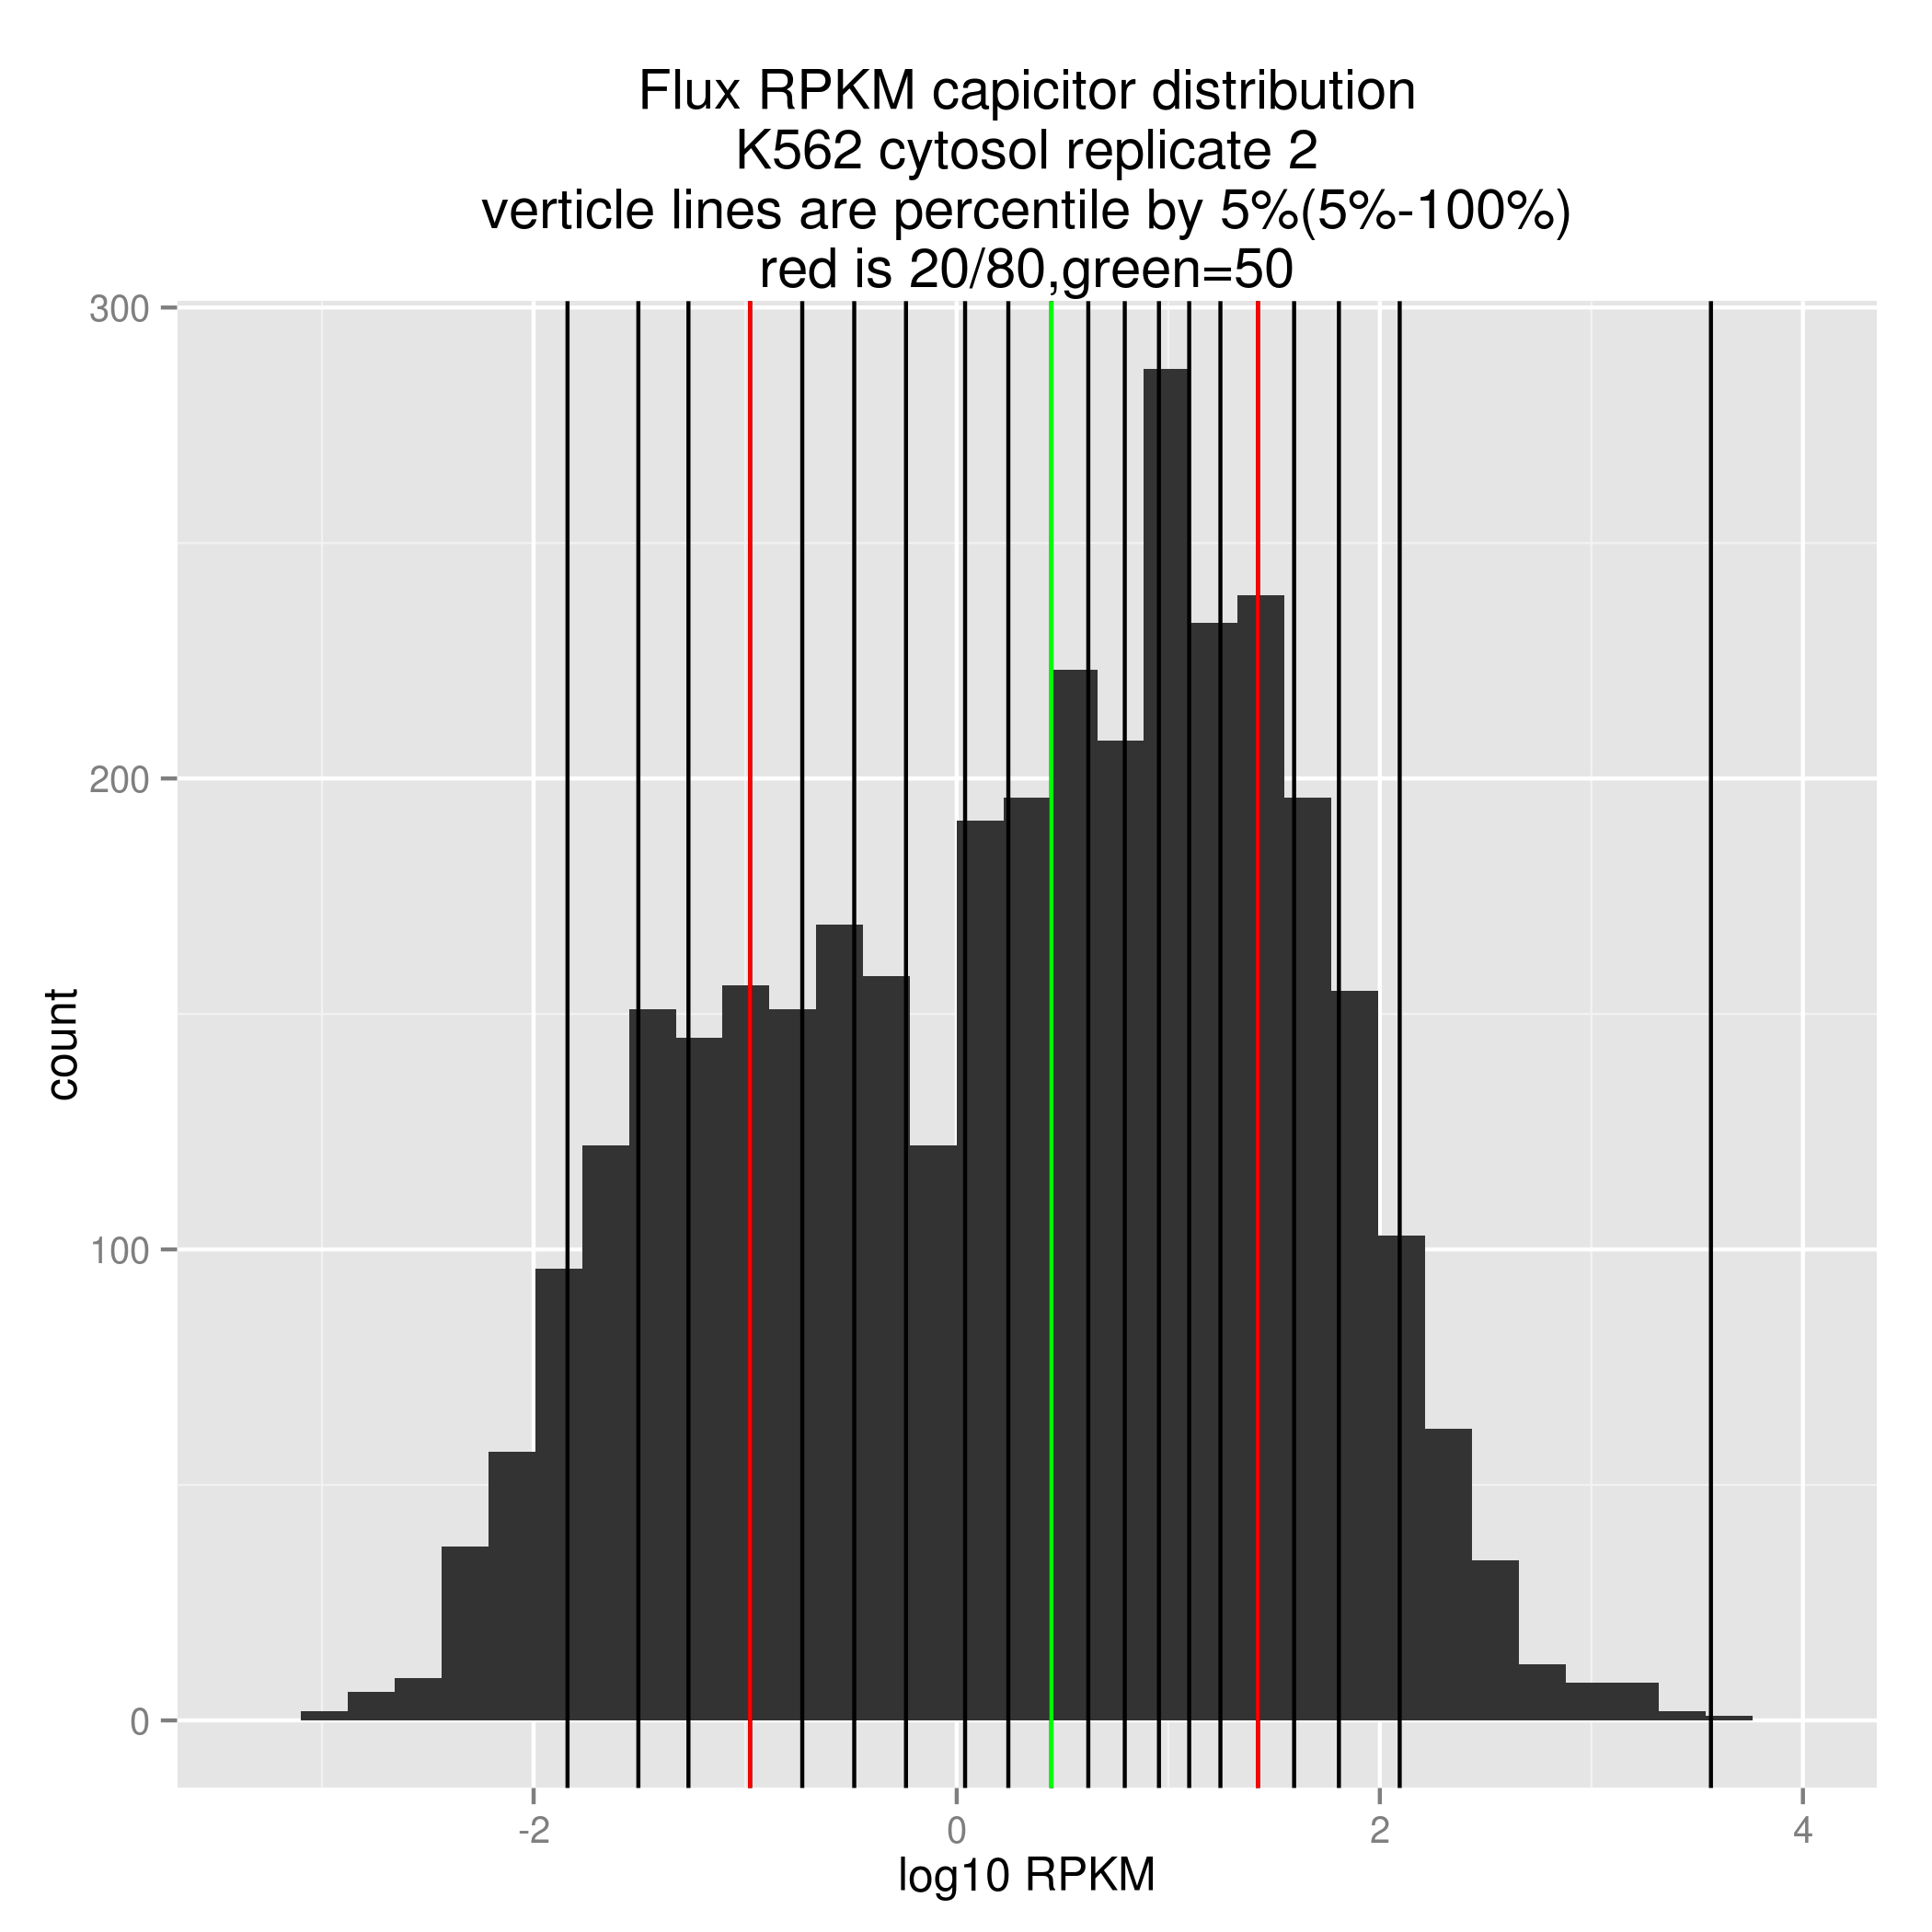 Flux RPKM capicitor distribution
K562 cytosol replicate 2
verticle lines are percentile by 5%(5%-100%)
red is 20/80,green=50
300
200
100
0
count
-2 0 2 4
log10 RPKM